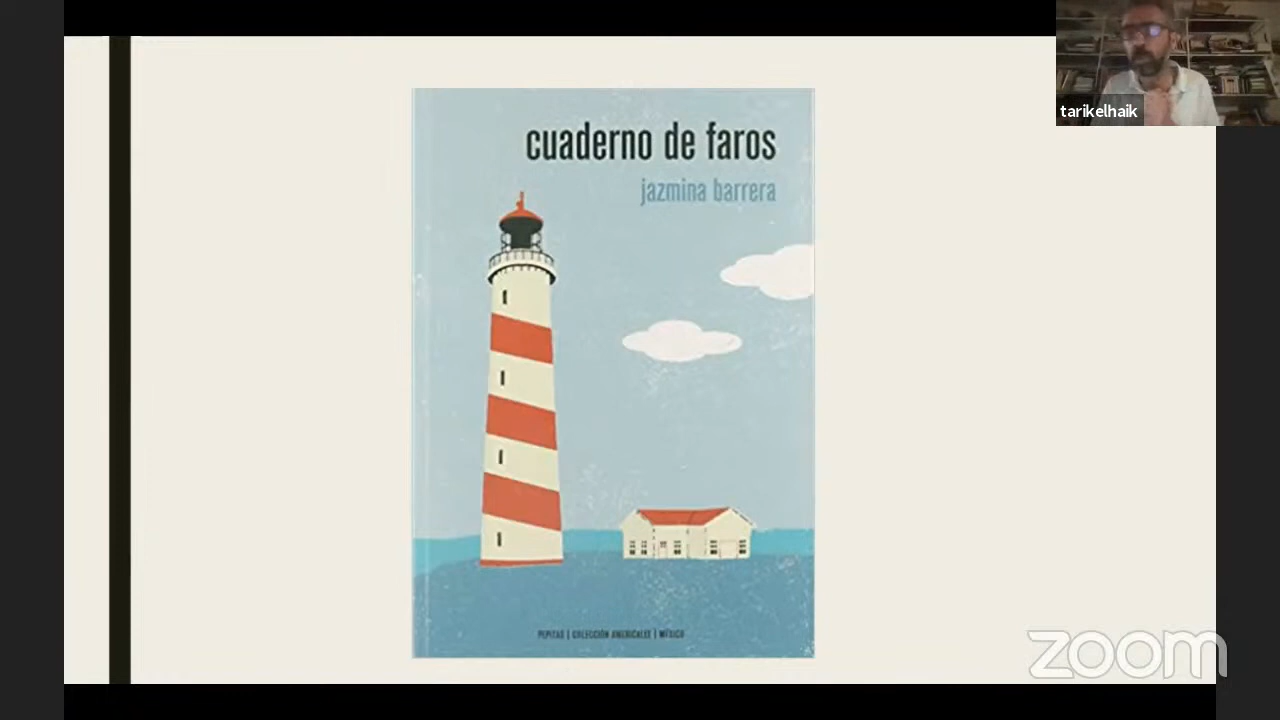 tarikelhaik
cuaderno de faros
jazmina barrera
PEPITAS | COLECCIÓN AMERICALEE | MÉXICO
zoom